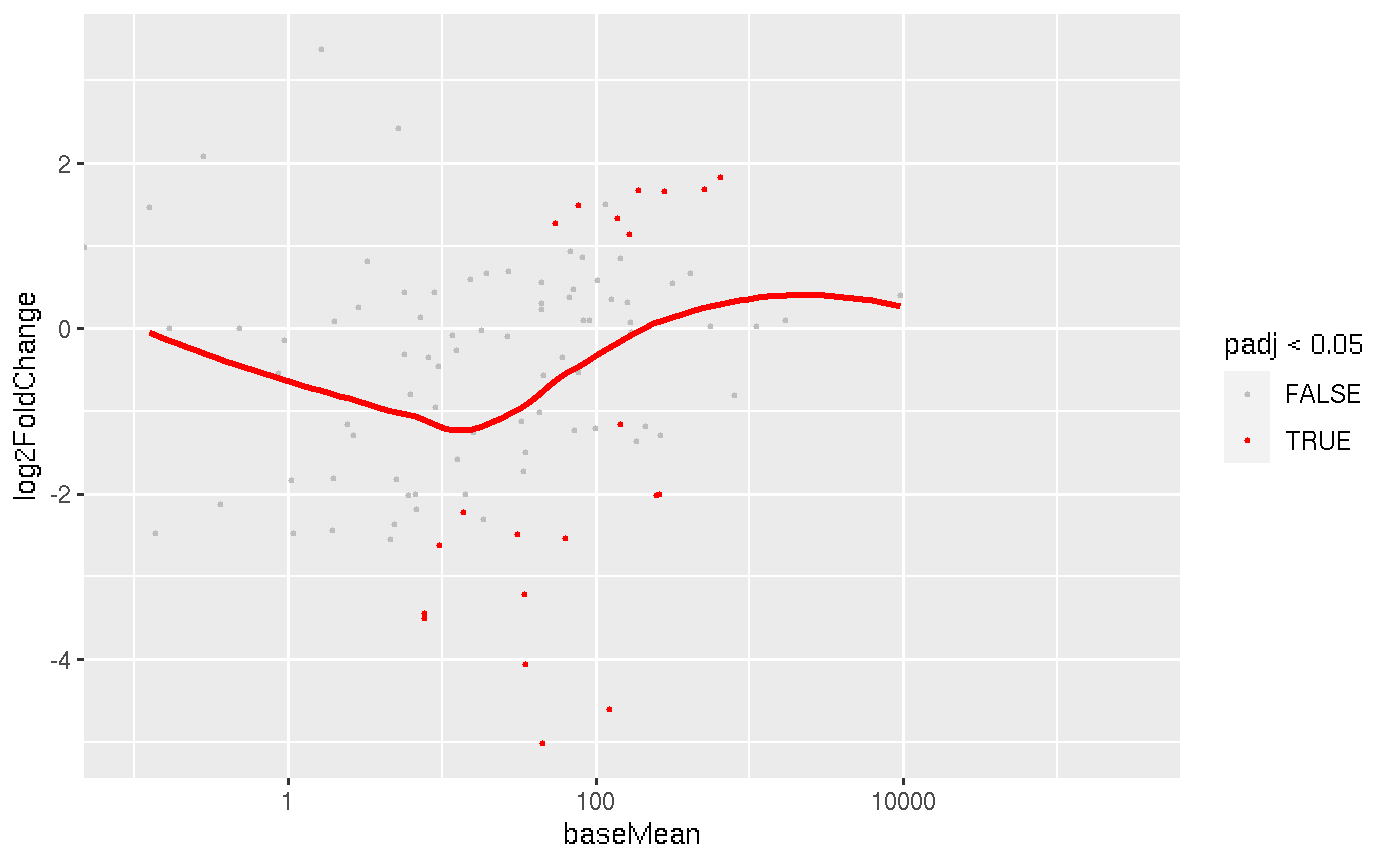 log2FoldChange
2
0
-2
-4
1
100
10000
baseMean
padj < 0.05
FALSE
TRUE